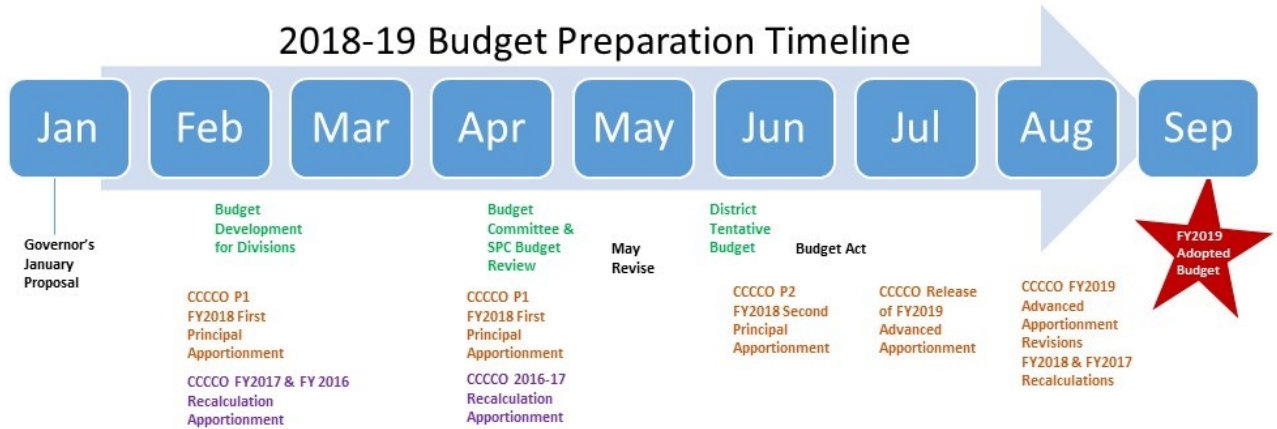 2018-19 Budget Preparation Timeline
Jan
Feb
Mar
Apr
May
Jun
Jul
Aug
Sep
Governor's
January
Proposal
Budget
Development
for Divisions
CCCCO P1
FY2018 First
Principal
Apportionment
CCCCO FY2017 & FY 2016
Recalculation
Apportionment
Budget
Committee &
SPC Budget
Review
CCCCO P1
FY2018 First
Principal
Apportionment
CCCCO 2016-17
Recalculation
Apportionment
May
Revise
District
Tentative
Budget
Budget Act
CCCCO P2
FY2018 Second
Principal
Apportionment
CCCCO Release
of FY2019
Advanced
Apportionment
CCCCO FY2019
Advanced
Apportionment
Revisions
FY2018 & FY2017
Recalculations
FY2019
Adopted
Budget